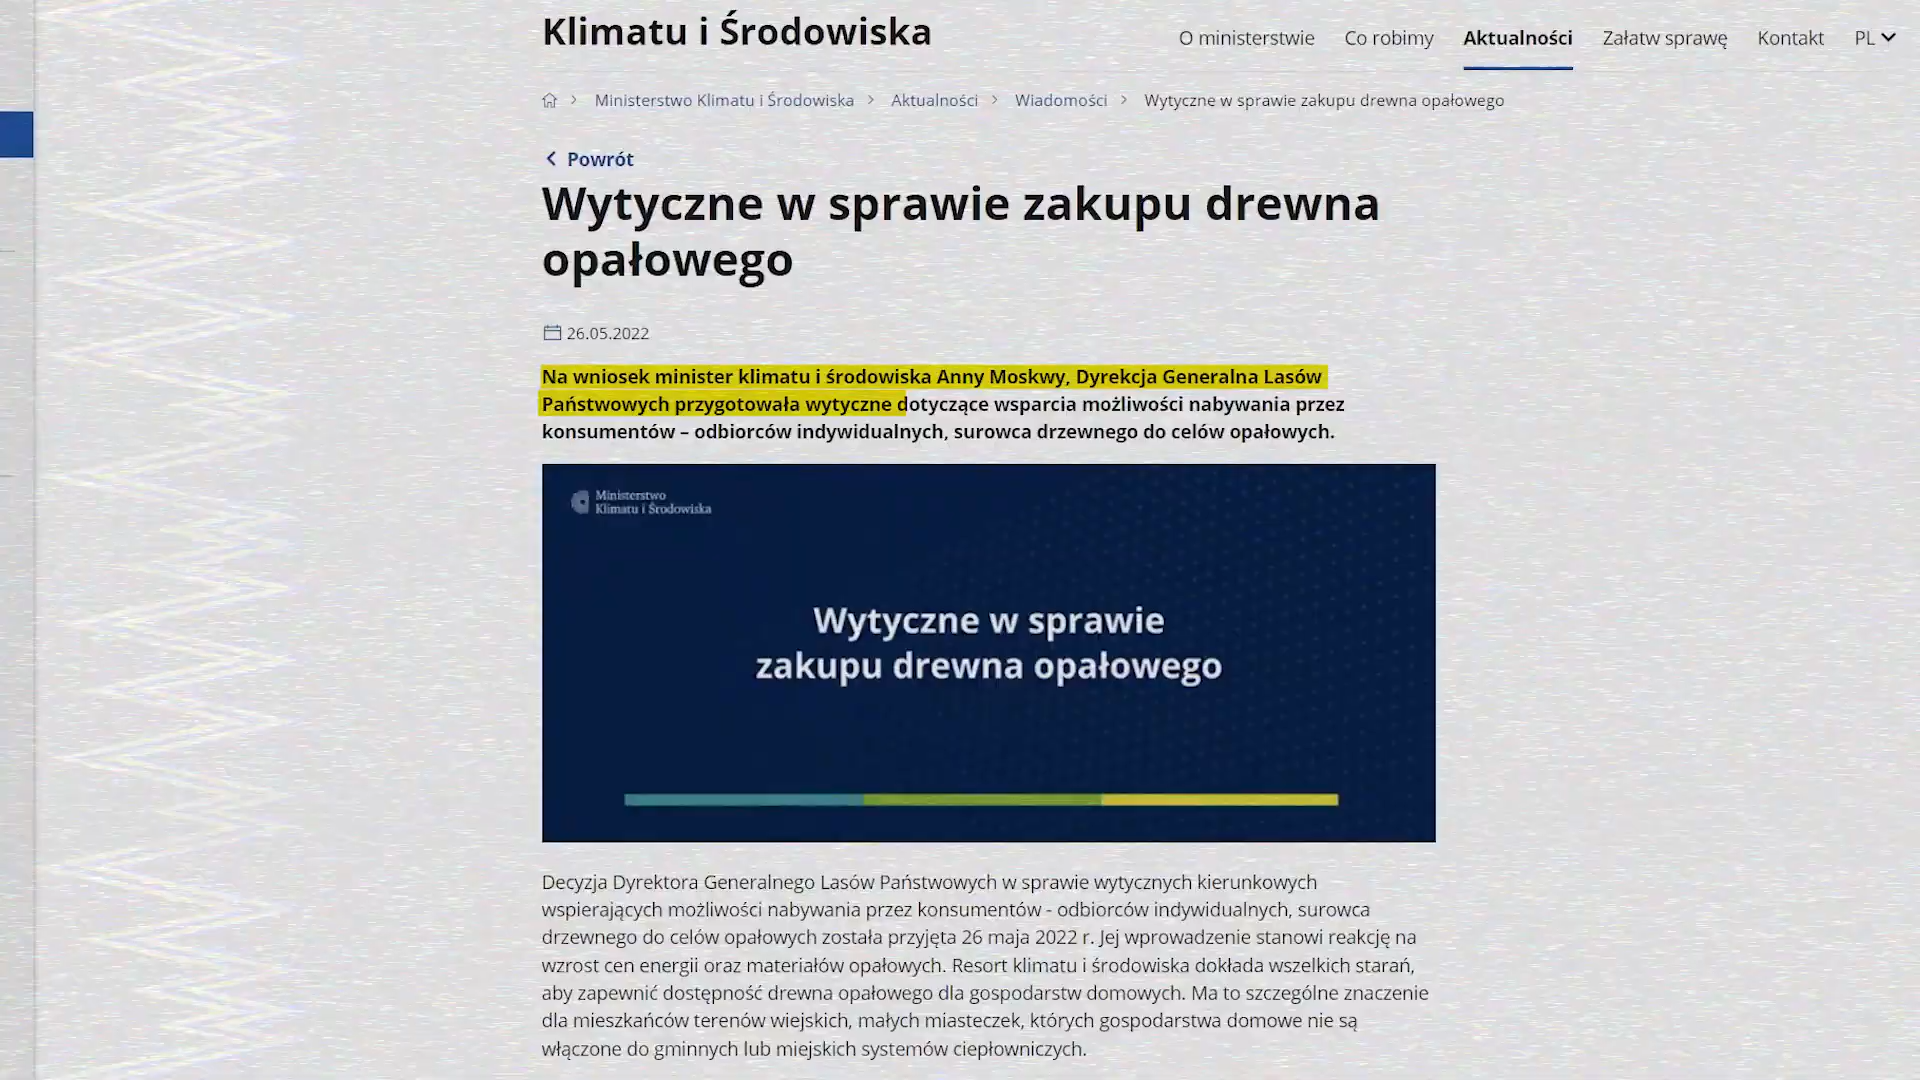 Klimatu i Środowiska
O ministerstwie Co robimy Aktualności Załatw sprawę Kontakt PL
Ministerstwo Klimatu i Środowiska > Aktualności > Wiadomości > Wytyczne w sprawie zakupu drewna opałowego
Powrót
Wytyczne w sprawie zakupu drewna
opałowego
26.05.2022
Na wniosek minister klimatu i środowiska Anny Moskwy, Dyrekcja Generalna Lasów
Państwowych przygotowała wytyczne dotyczące wsparcia możliwości nabywania przez
konsumentów – odbiorców indywidualnych, surowca drzewnego do celów opałowych.
Ministerstwo
Klimatu i Środowiska
Wytyczne w sprawie
zakupu drewna opałowego
Decyzja Dyrektora Generalnego Lasów Państwowych w sprawie wytycznych kierunkowych
wspierających możliwości nabywania przez konsumentów - odbiorców indywidualnych, surowca
drzewnego do celów opałowych została przyjęta 26 maja 2022 r. Jej wprowadzenie stanowi reakcję na
wzrost cen energii oraz materiałów opałowych. Resort klimatu i środowiska dokłada wszelkich starań,
aby zapewnić dostępność drewna opałowego dla gospodarstw domowych. Ma to szczególne znaczenie
dla mieszkańców terenów wiejskich, małych miasteczek, których gospodarstwa domowe nie są
włączone do gminnych lub miejskich systemów ciepłowniczych.